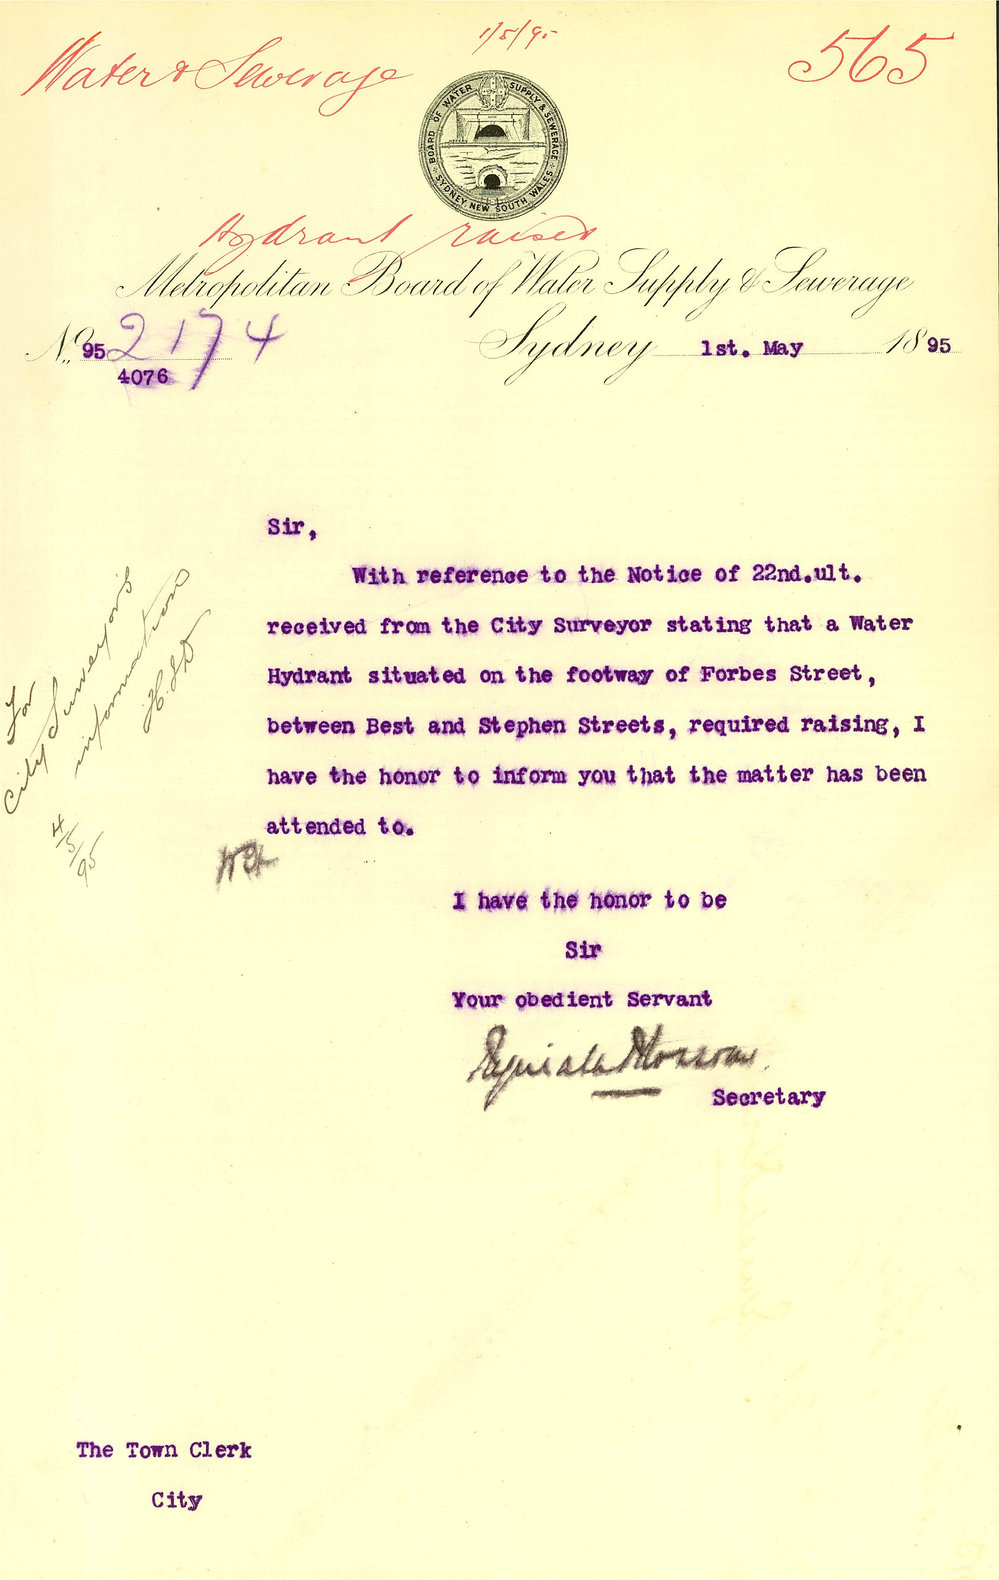 1/5/95
Water & Sewerage
565
BOARD OF WATER SUPPLY & SEWERAGE
SYDNEY, NEW SOUTH WALES
Hydrant raised
Metropolitan Board of Water Supply & Sewerage
No. 95 2174
4076
Sydney 1st. May 1895
Sir,
With reference to the Notice of 22nd.ult.
received from the City Surveyor stating that a Water
Hydrant situated on the footway of Forbes Street,
between Best and Stephen Streets, required raising, I
have the honor to inform you that the matter has been
attended to.
For
City Surveyor's
information
4/5/95
I have the honor to be
Sir
Your obedient Servant
Secretary
The Town Clerk
City